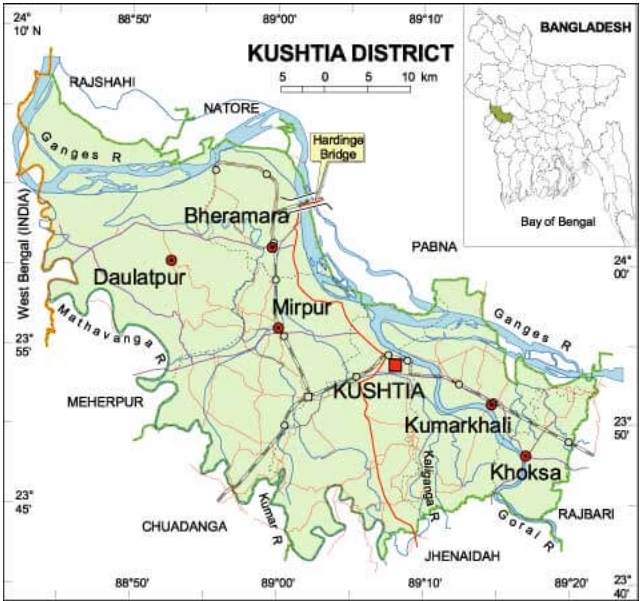 24°
10' N
88°50'
89°00'
89°10'
BANGLADESH
KUSHTIA DISTRICT
5 0 5 10 km
RAJSHAHI
NATORE
Hardinge
Bridge
Ganges R
Bay of Bengal
West Bengal (INDIA)
Bheramara
PABNA
24°
00'
Daulatpur
Mirpur
Mathavanga R
Ganges R
23°
55'
KUSHTIA
MEHERPUR
Kumarkhali
23°
50'
Khoksa
23°
45'
Kaliganga R
Kumar R
CHUADANGA
RAJBARI
Gorai R
JHENAIDAH
88°50'
89°00'
89°10'
89°20'
23°
40'